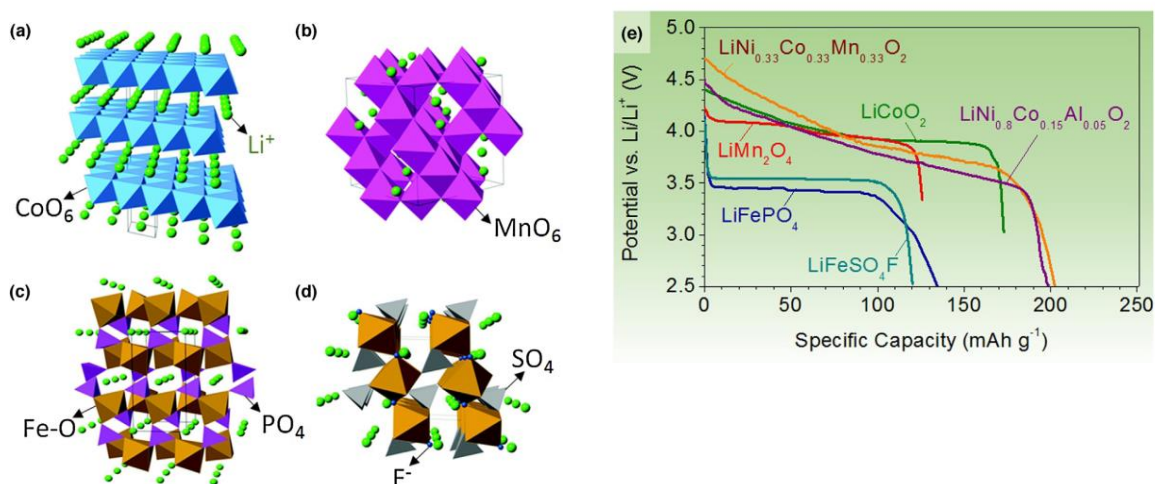 (a)
Li⁺
CoO₆
(b)
MnO₆
(c)
Fe-O
PO₄
(d)
SO₄
F⁻
(e)
5.0
4.5
4.0
3.5
3.0
2.5
Potential vs. Li/Li⁺ (V)
LiNi₀.₃₃Co₀.₃₃Mn₀.₃₃O₂
LiCoO₂
LiNi₀.₈Co₀.₁₅Al₀.₀₅O₂
LiMn₂O₄
LiFePO₄
LiFeSO₄F
0 50 100 150 200 250
Specific Capacity (mAh g⁻¹)